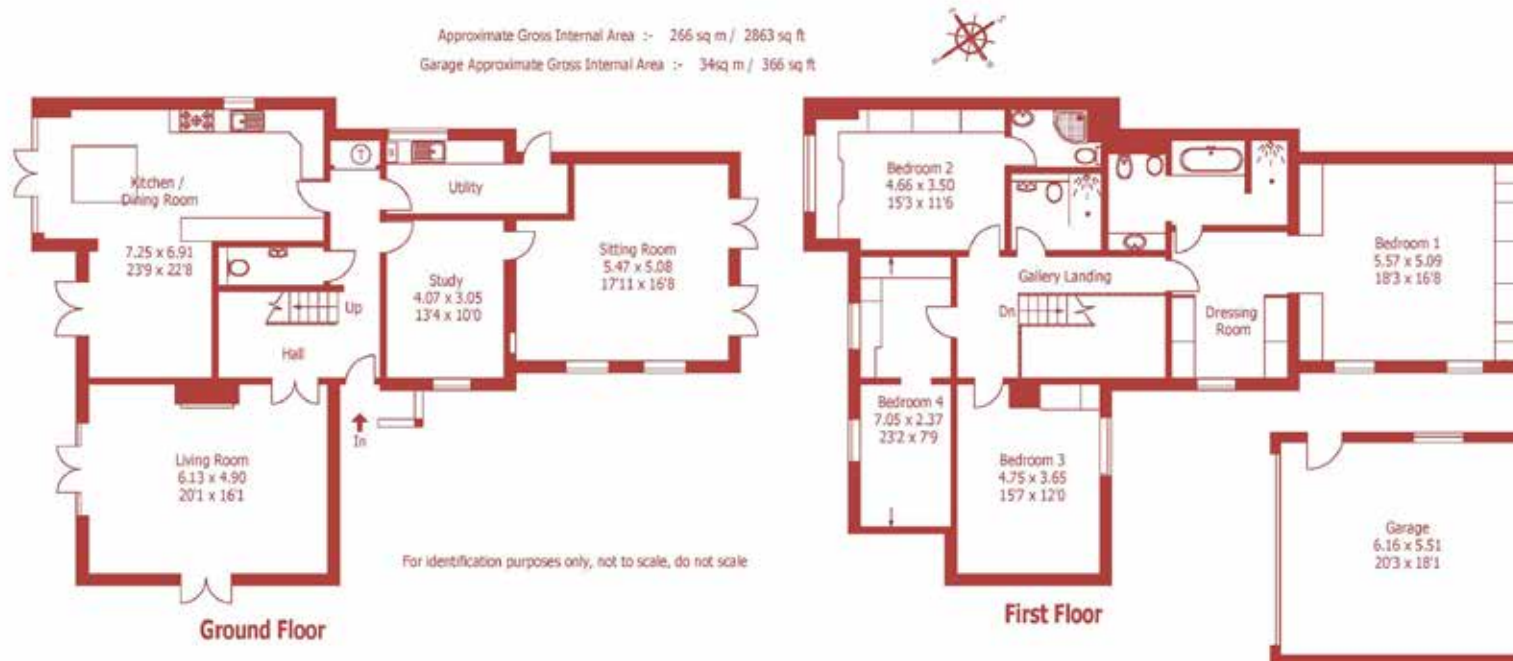 Approximate Gross Internal Area :- 266 sq m / 2863 sq ft
Garage Approximate Gross Internal Area :- 34sq m / 366 sq ft
Kitchen /
Dining Room
7.25 x 6.91
23'9 x 22'8
T
Utility
Study
4.07 x 3.05
13'4 x 10'0
Sitting Room
5.47 x 5.08
17'11 x 16'8
Up
Hall
In
Living Room
6.13 x 4.90
20'1 x 16'1
For identification purposes only, not to scale, do not scale
Ground Floor
Bedroom 2
4.66 x 3.50
15'3 x 11'6
Gallery Landing
Dn
Bedroom 1
5.57 x 5.09
18'3 x 16'8
Dressing
Room
Bedroom 4
7.05 x 2.37
23'2 x 7'9
Bedroom 3
4.75 x 3.65
15'7 x 12'0
Garage
6.16 x 5.51
20'3 x 18'1
First Floor